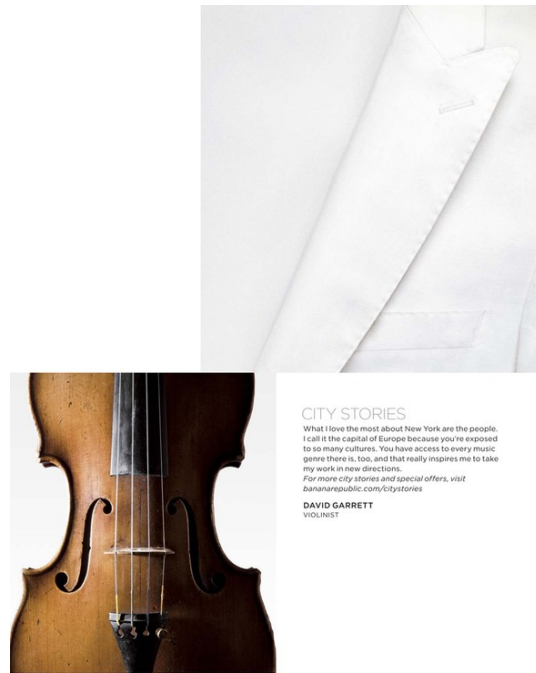 CITY STORIES
What I love the most about New York are the people.
I call it the capital of Europe because you're exposed
to so many cultures. You have access to every music
genre there is, too, and that really inspires me to take
my work in new directions.
For more city stories and special offers, visit
bananarepublic.com/citystories
DAVID GARRETT
VIOLINIST